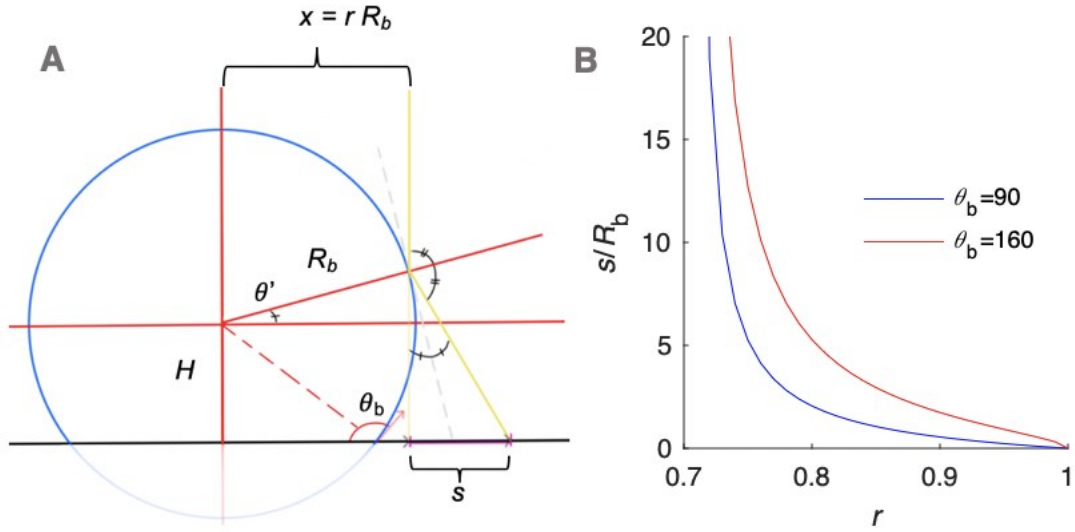 A
x = r R_b
R_b
θ'
H
θ_b
s
B
s/R_b
20
15
10
5
0
θ_b=90
θ_b=160
0.7
0.8
0.9
1
r